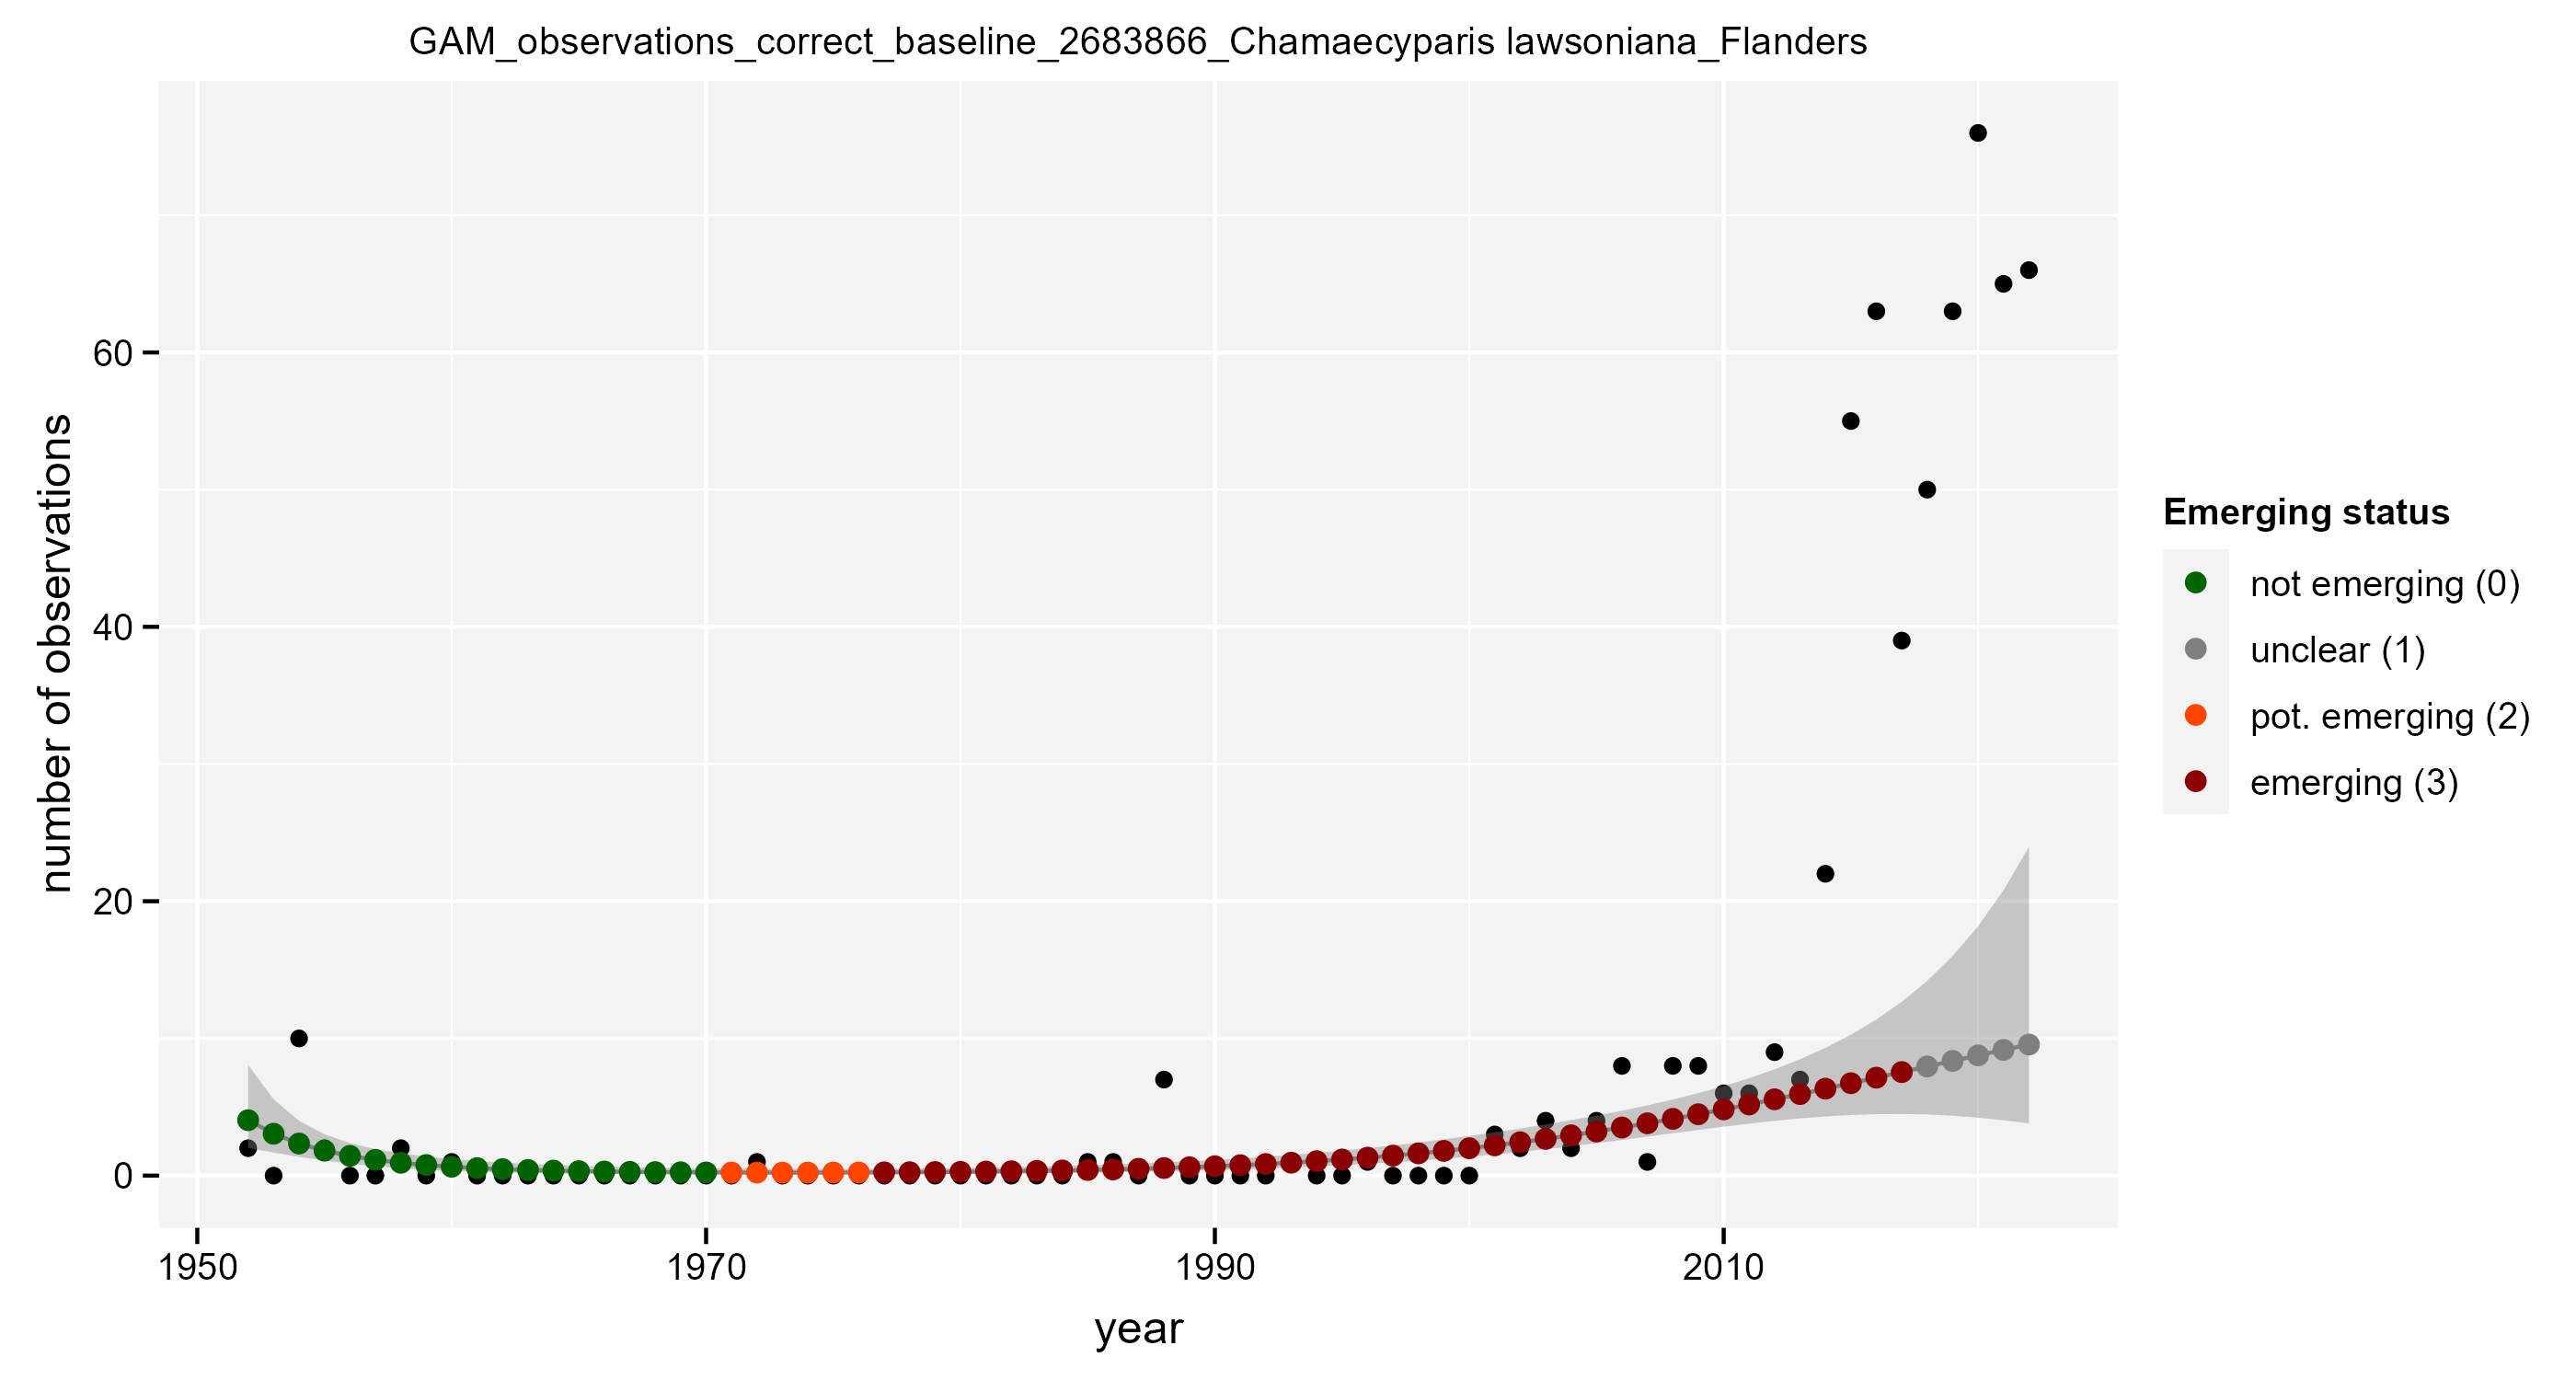 GAM_observations_correct_baseline_2683866_Chamaecyparis lawsoniana_Flanders
number of observations
60
40
20
0
1950 1970 1990 2010
year
Emerging status
not emerging (0)
unclear (1)
pot. emerging (2)
emerging (3)